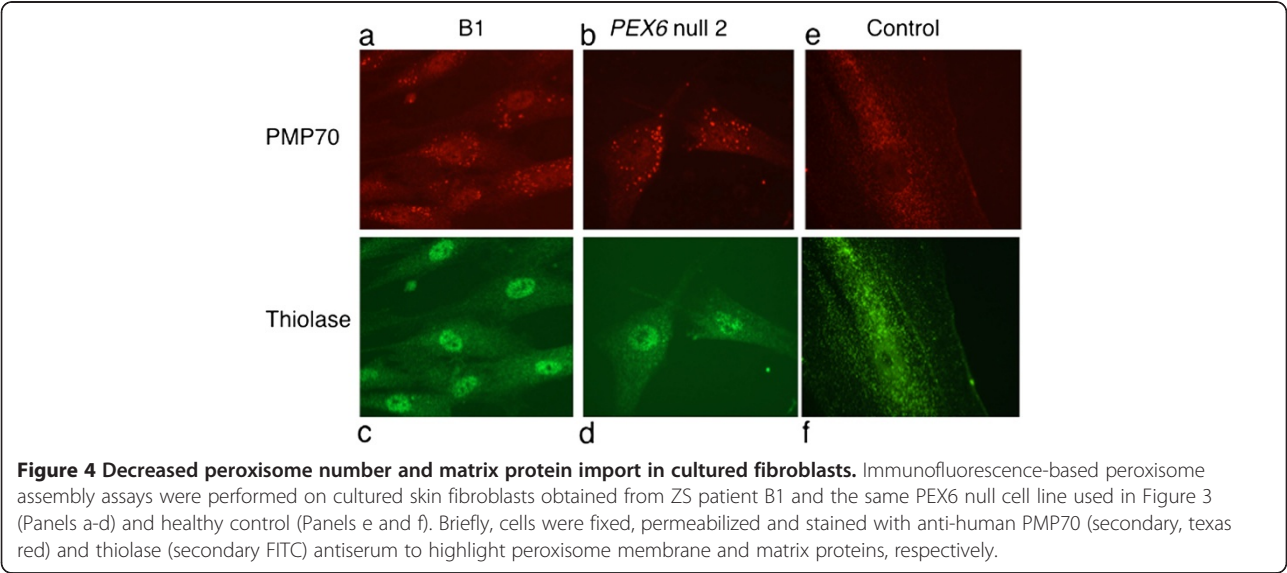 a B1 b PEX6 null 2 e Control
PMP70
Thiolase
c d f
Figure 4 Decreased peroxisome number and matrix protein import in cultured fibroblasts. Immunofluorescence-based peroxisome
assembly assays were performed on cultured skin fibroblasts obtained from ZS patient B1 and the same PEX6 null cell line used in Figure 3
(Panels a-d) and healthy control (Panels e and f). Briefly, cells were fixed, permeabilized and stained with anti-human PMP70 (secondary, texas
red) and thiolase (secondary FITC) antiserum to highlight peroxisome membrane and matrix proteins, respectively.